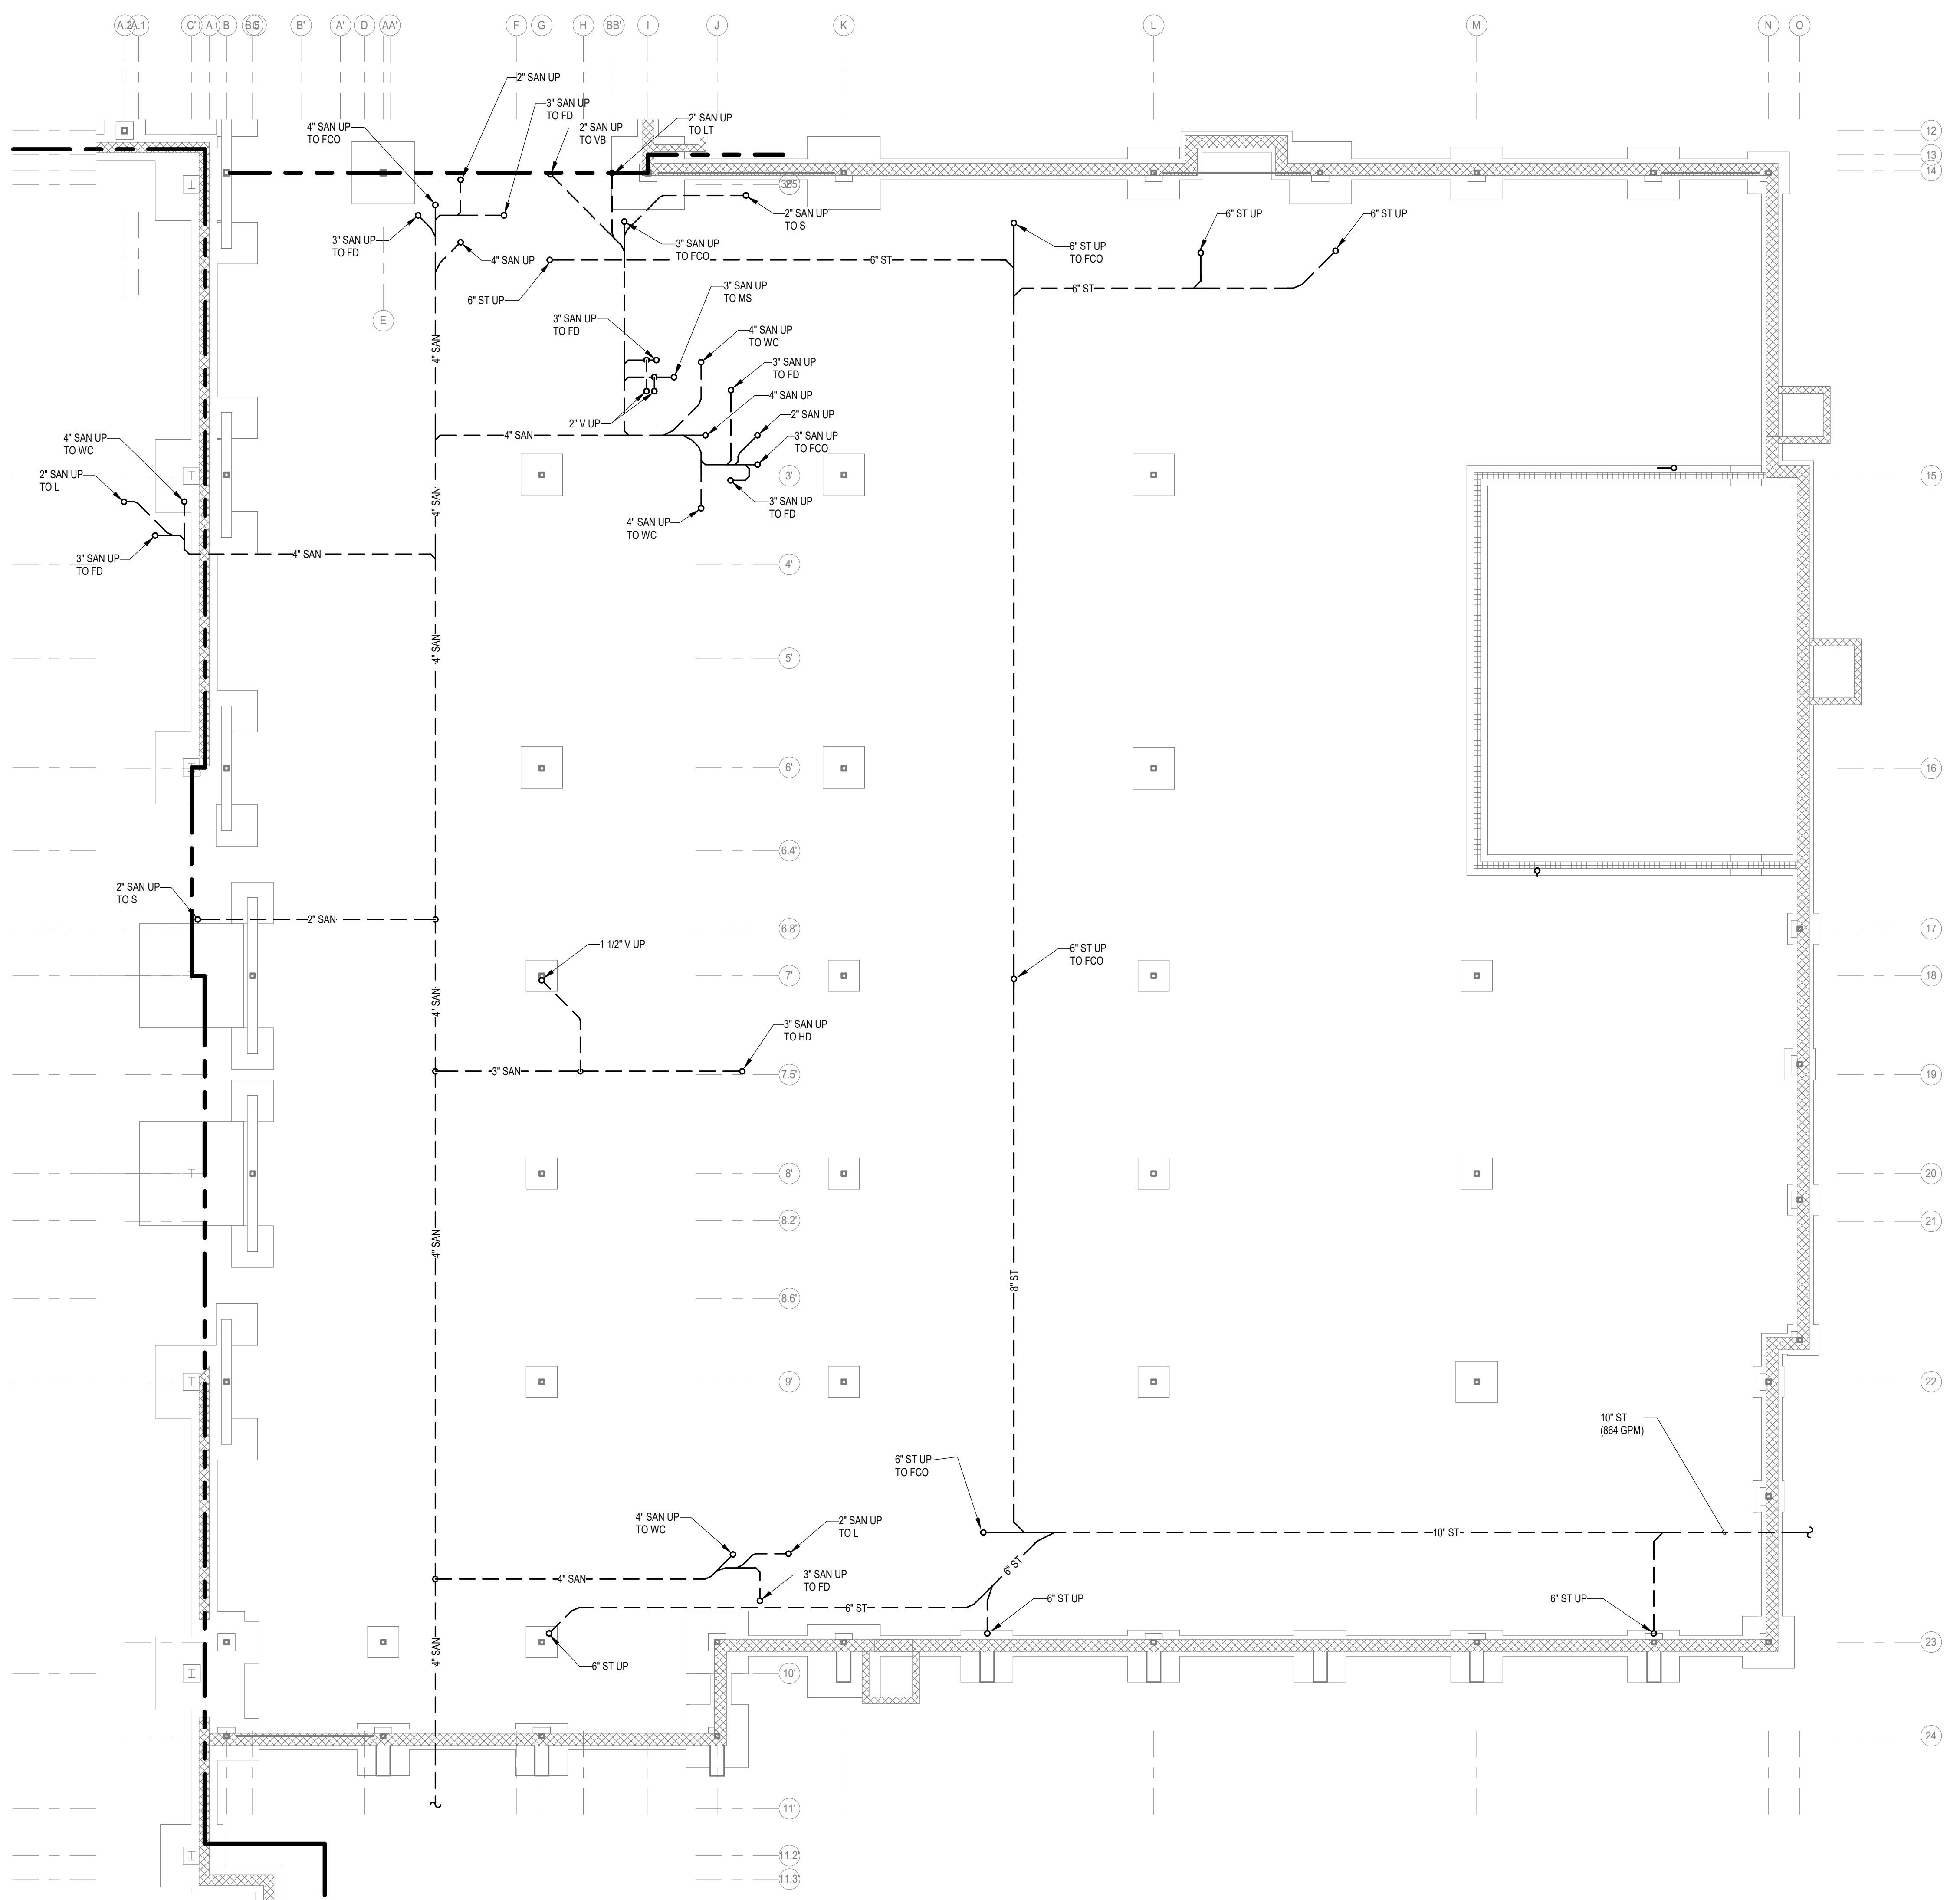 A.2
A.1
C'
A
B
B'
A'
D
AA'
F
G
H
BB'
I
J
K
L
M
N
O
E
12
13
14
15
16
17
18
19
20
21
22
23
24
3'
4'
5'
6'
6.4'
6.8'
7'
7.5'
8'
8.2'
8.6'
9'
10'
11'
11.2'
11.3'
2" SAN UP
3" SAN UP
TO FD
4" SAN UP
TO FCO
2" SAN UP
TO VB
2" SAN UP
TO LT
2" SAN UP
TO S
3" SAN UP
TO FD
4" SAN UP
3" SAN UP
TO FCO
6" ST UP
6" ST
6" ST UP
TO FCO
6" ST UP
6" ST UP
6" ST
3" SAN UP
TO MS
3" SAN UP
TO FD
4" SAN UP
TO WC
3" SAN UP
TO FD
4" SAN UP
2" SAN UP
3" SAN UP
TO FCO
2" V UP
4" SAN
4" SAN
4" SAN UP
TO WC
2" SAN UP
TO L
3" SAN UP
TO FD
4" SAN
4" SAN
3" SAN UP
TO FD
4" SAN UP
TO WC
4" SAN
2" SAN UP
TO S
2" SAN
1 1/2" V UP
6" ST UP
TO FCO
4" SAN
3" SAN UP
TO HD
3" SAN
4" SAN
8" ST
10" ST
(864 GPM)
6" ST UP
TO FCO
4" SAN UP
TO WC
2" SAN UP
TO L
10" ST
4" SAN
3" SAN UP
TO FD
6" ST
6" ST
6" ST UP
6" ST UP
4" SAN
6" ST UP